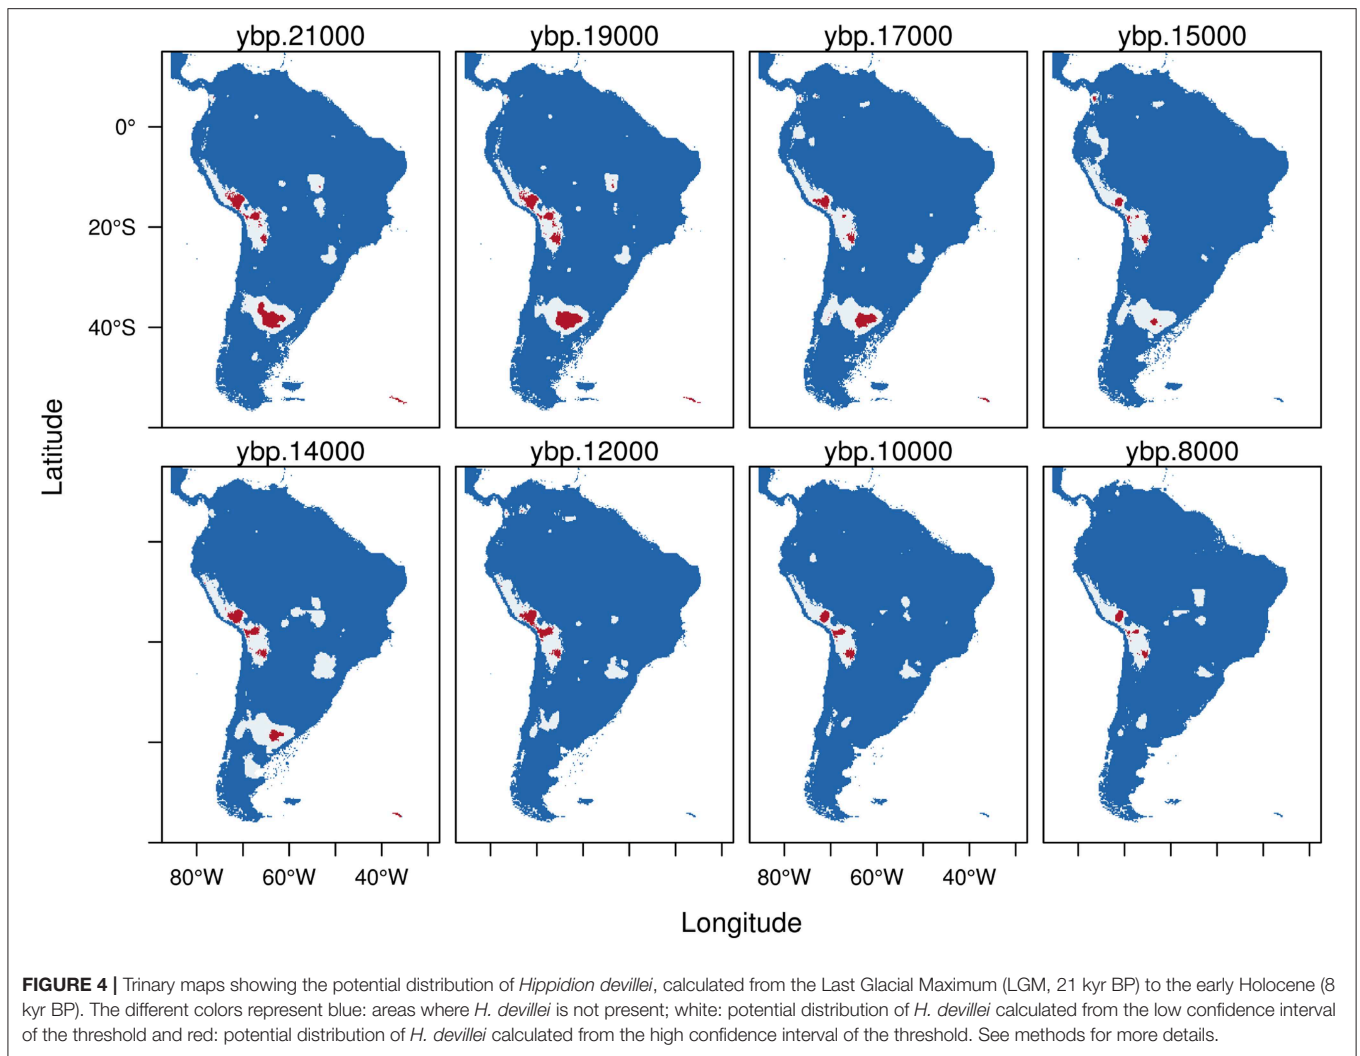 ybp.21000 ybp.19000 ybp.17000 ybp.15000
0°
20°S
40°S
Latitude
ybp.14000 ybp.12000 ybp.10000 ybp.8000
80°W 60°W 40°W 80°W 60°W 40°W
Longitude
FIGURE 4 | Trinary maps showing the potential distribution of Hippidion devillei, calculated from the Last Glacial Maximum (LGM, 21 kyr BP) to the early Holocene (8
kyr BP). The different colors represent blue: areas where H. devillei is not present; white: potential distribution of H. devillei calculated from the low confidence interval
of the threshold and red: potential distribution of H. devillei calculated from the high confidence interval of the threshold. See methods for more details.